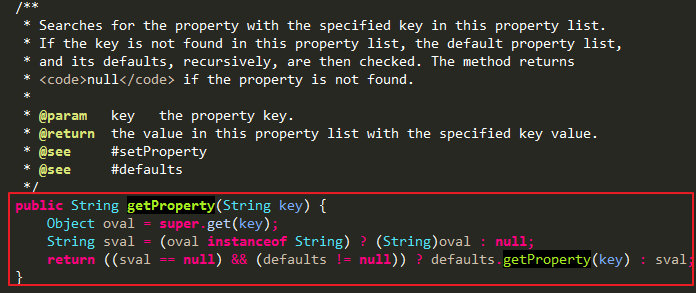 /**
 * Searches for the property with the specified key in this property list.
 * If the key is not found in this property list, the default property list,
 * and its defaults, recursively, are then checked. The method returns
 * <code>null</code> if the property is not found.
 *
 * @param   key   the property key.
 * @return  the value in this property list with the specified key value.
 * @see     #setProperty
 * @see     #defaults
 */
public String getProperty(String key) {
    Object oval = super.get(key);
    String sval = (oval instanceof String) ? (String)oval : null;
    return ((sval == null) && (defaults != null)) ? defaults.getProperty(key) : sval;
}